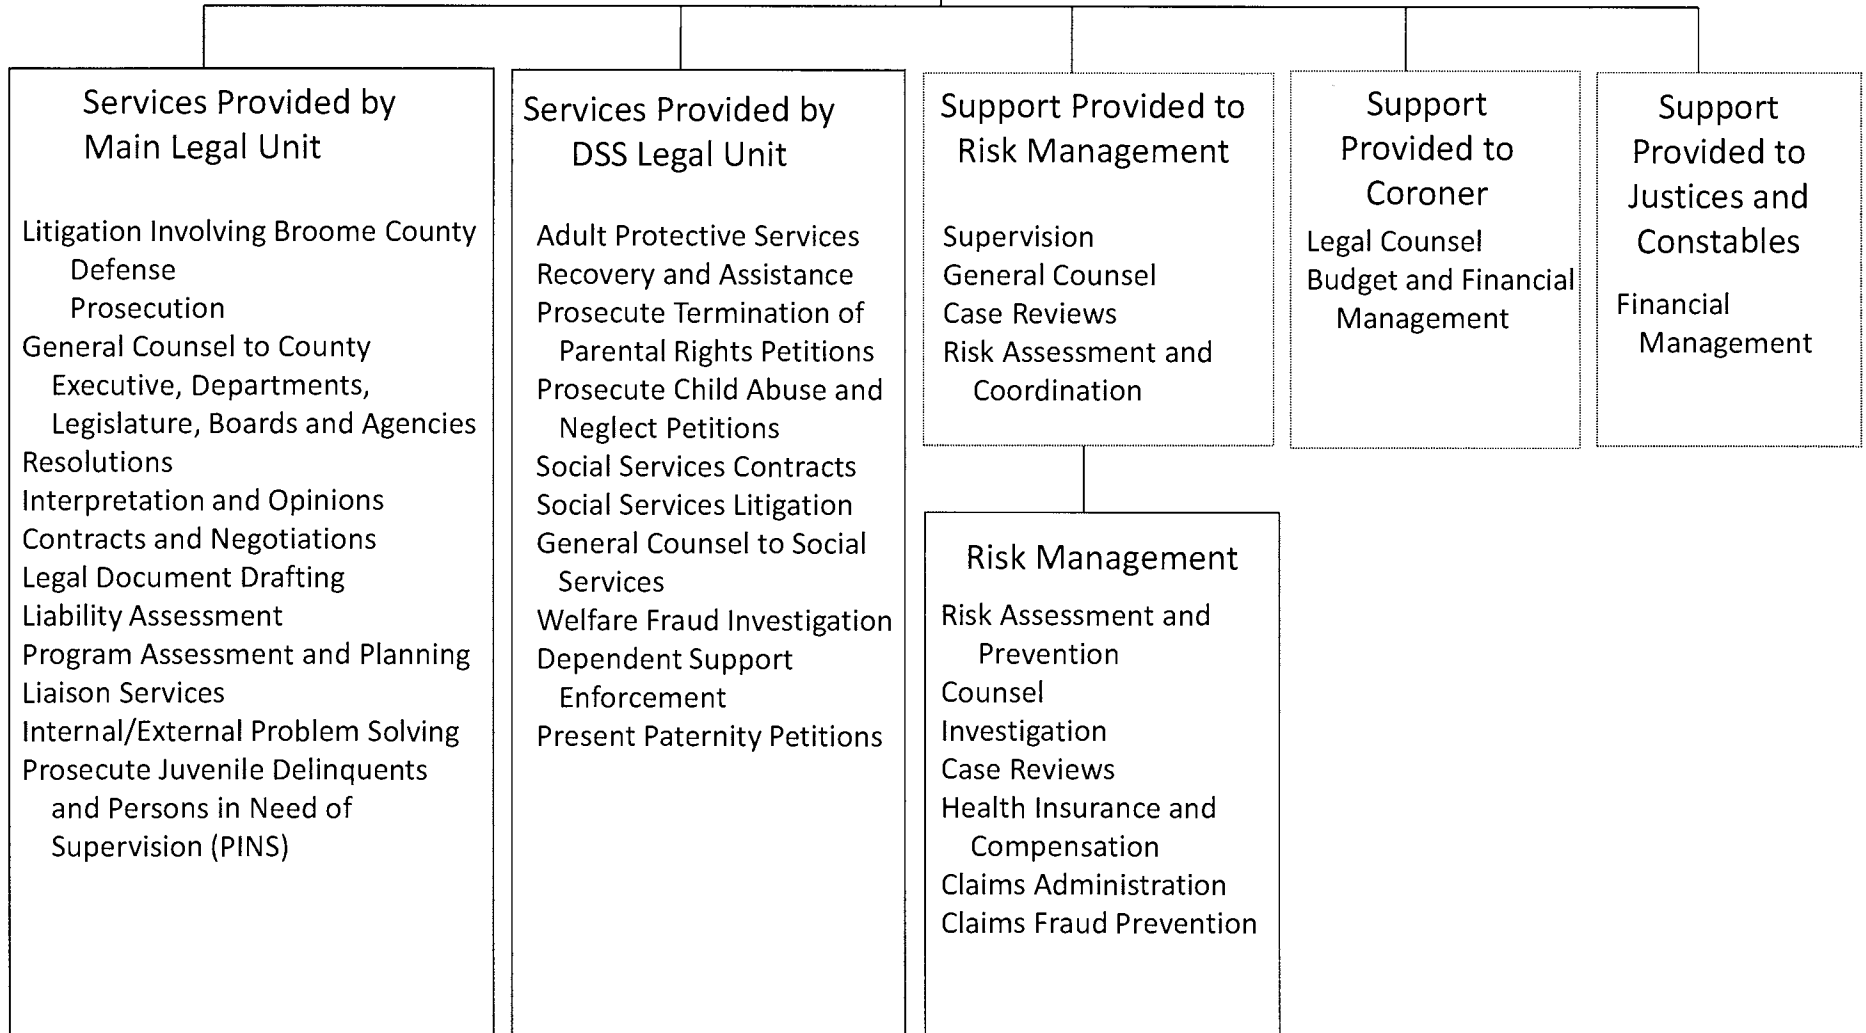 Services Provided by
Main Legal Unit
Litigation Involving Broome County
Defense
Prosecution
General Counsel to County
Executive, Departments,
Legislature, Boards and Agencies
Resolutions
Interpretation and Opinions
Contracts and Negotiations
Legal Document Drafting
Liability Assessment
Program Assessment and Planning
Liaison Services
Internal/External Problem Solving
Prosecute Juvenile Delinquents
and Persons in Need of
Supervision (PINS)
Services Provided by
DSS Legal Unit
Adult Protective Services
Recovery and Assistance
Prosecute Termination of
Parental Rights Petitions
Prosecute Child Abuse and
Neglect Petitions
Social Services Contracts
Social Services Litigation
General Counsel to Social
Services
Welfare Fraud Investigation
Dependent Support
Enforcement
Present Paternity Petitions
Support Provided to
Risk Management
Supervision
General Counsel
Case Reviews
Risk Assessment and
Coordination
Risk Management
Risk Assessment and
Prevention
Counsel
Investigation
Case Reviews
Health Insurance and
Compensation
Claims Administration
Claims Fraud Prevention
Support
Provided to
Coroner
Legal Counsel
Budget and Financial
Management
Support
Provided to
Justices and
Constables
Financial
Management